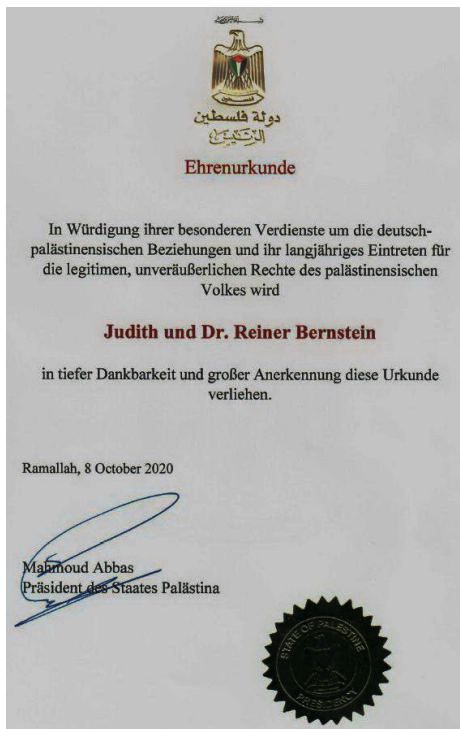 فلسطين
دولة فلسطين
الرئيس
Ehrenurkunde
In Würdigung ihrer besonderen Verdienste um die deutsch-
palästinensischen Beziehungen und ihr langjähriges Eintreten für
die legitimen, unveräußerlichen Rechte des palästinensischen
Volkes wird
Judith und Dr. Reiner Bernstein
in tiefer Dankbarkeit und großer Anerkennung diese Urkunde
verliehen.
Ramallah, 8 October 2020
Mahmoud Abbas
Präsident des Staates Palästina
STATE OF PALESTINE
PRESIDENCY